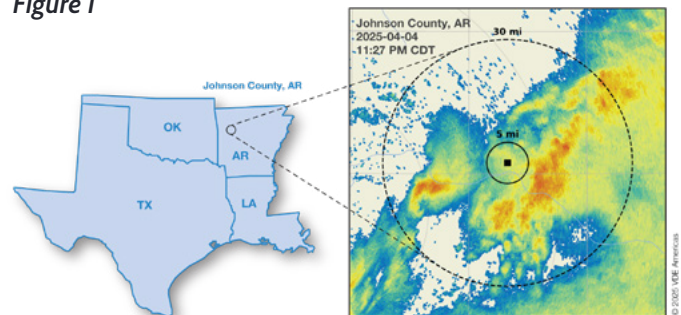 Figure 1
Johnson County, AR
OK
AR
TX
LA
Johnson County, AR
2025-04-04
11:27 PM CDT
30 mi
5 mi
© 2025 VDE Americas